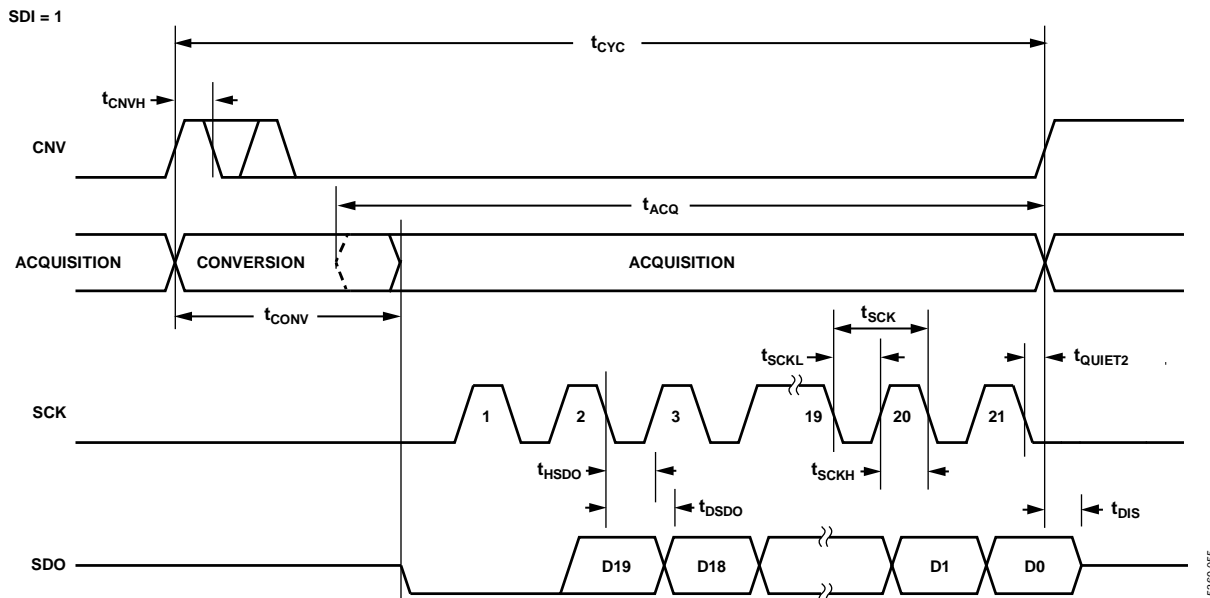 SDI = 1
tCYC
tCNVH
CNV
tACQ
ACQUISITION
CONVERSION
ACQUISITION
tCONV
tSCK
tSCKL
tQUIET2
SCK
1
2
3
19
20
21
tHSDO
tSCKH
tDSDO
tDIS
SDO
D19
D18
D1
D0